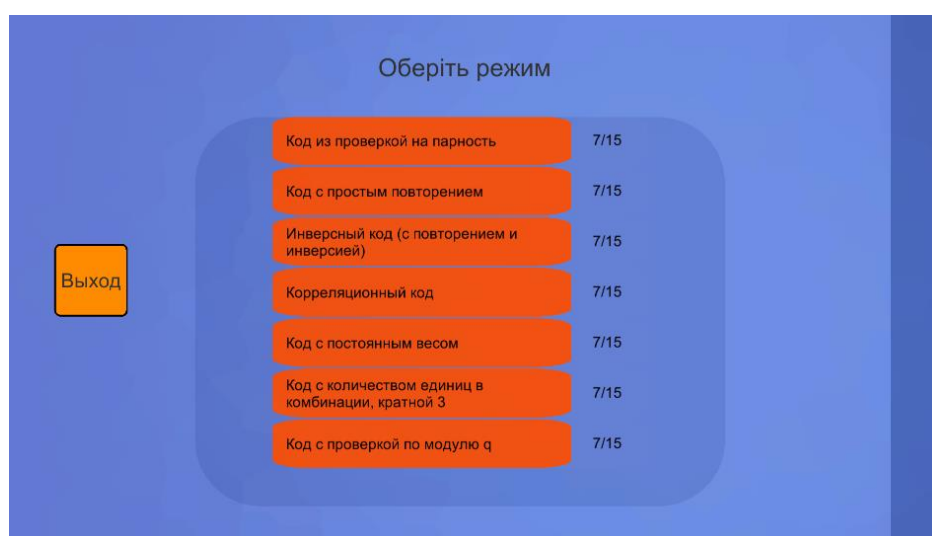 Оберіть режим
Код из проверкой на парность 7/15
Код с простым повторением 7/15
Инверсный код (с повторением и
инверсией) 7/15
Выход
Корреляционный код 7/15
Код с постоянным весом 7/15
Код с количеством единиц в
комбинации, кратной 3 7/15
Код с проверкой по модулю q 7/15